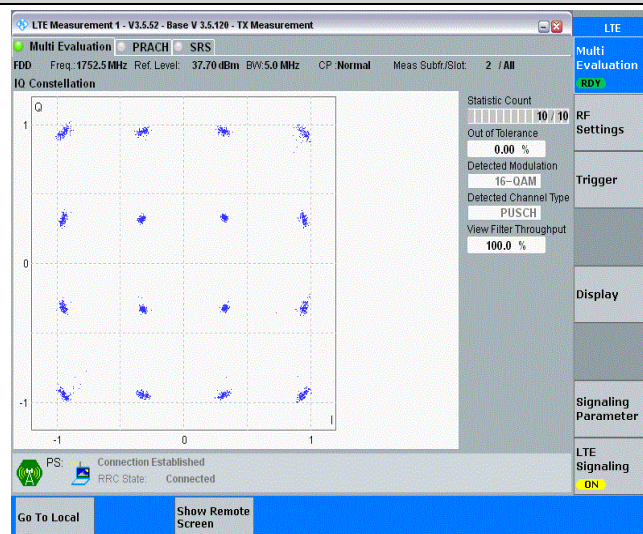 LTE Measurement 1 - V3.5.52 - Base V 3.5.120 - TX Measurement
LTE
Multi Evaluation PRACH SRS
Multi
Evaluation
RDY
FDD Freq.:1752.5 MHz Ref. Level: 37.70 dBm BW:5.0 MHz CP :Normal Meas Subfr./Slot: 2 / All
IQ Constellation
Q
1
0
-1
-1
0
1
I
Statistic Count
10 / 10
Out of Tolerance
0.00 %
Detected Modulation
16-QAM
Detected Channel Type
PUSCH
View Filter Throughput
100.0 %
RF
Settings
Trigger
Display
Signaling
Parameter
LTE
Signaling
ON
PS: Connection Established
RRC State: Connected
Go To Local
Show Remote
Screen